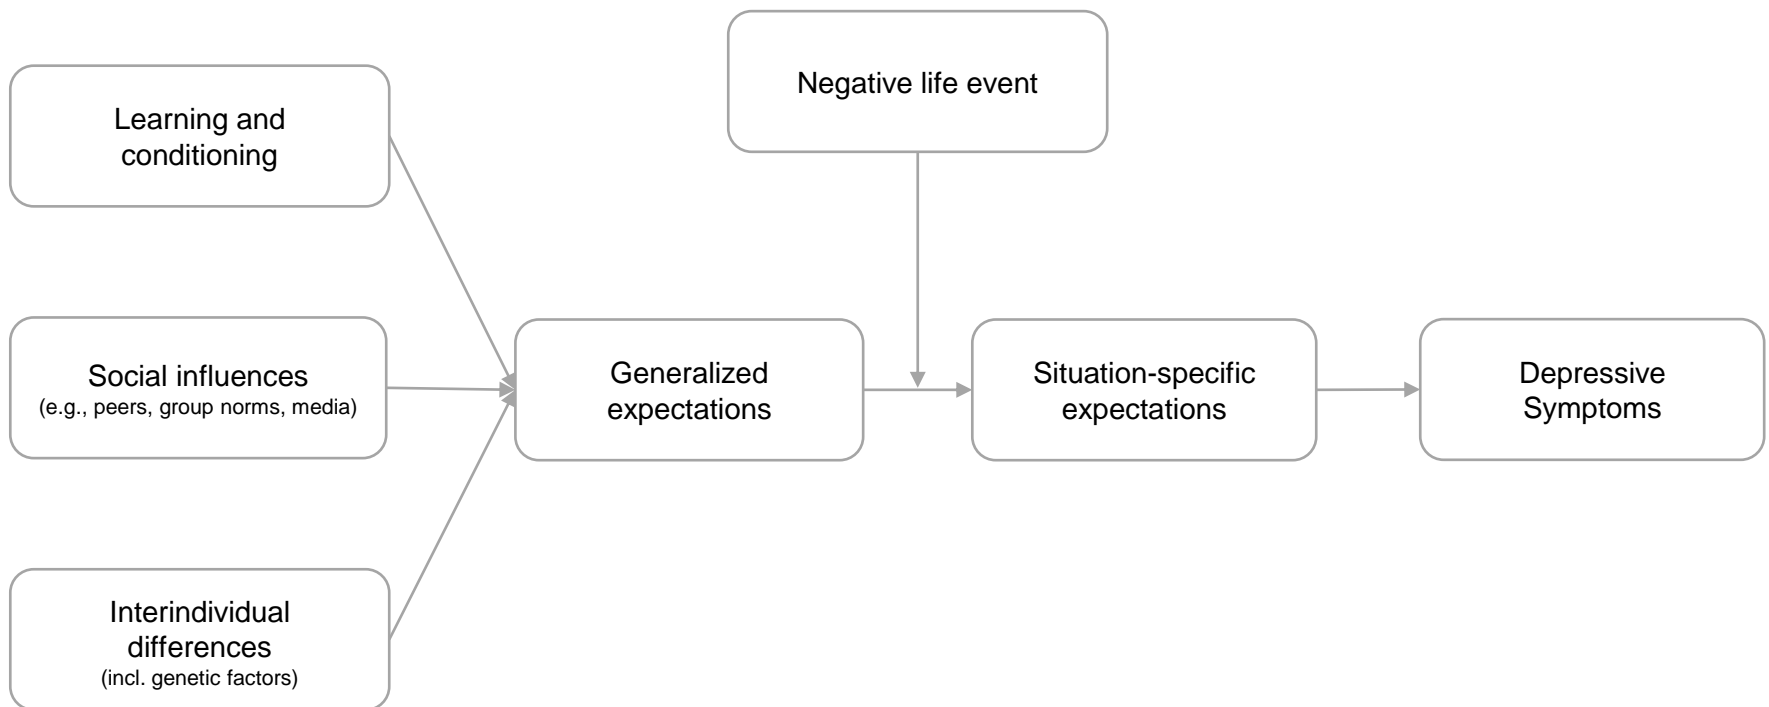 Negative life event
Learning and
conditioning
Social influences
(e.g., peers, group norms, media)
Generalized
expectations
Situation-specific
expectations
Depressive
Symptoms
Interindividual
differences
(incl. genetic factors)